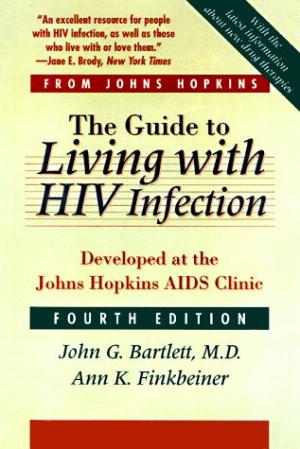 "An excellent resource for people
with HIV infection, as well as those
who live with or love them."
—Jane E. Brody, New York Times
With the
latest information
about new drug therapies
FROM JOHNS HOPKINS
The Guide to
Living with
HIV Infection
Developed at the
Johns Hopkins AIDS Clinic
FOURTH EDITION
John G. Bartlett, M.D.
Ann K. Finkbeiner